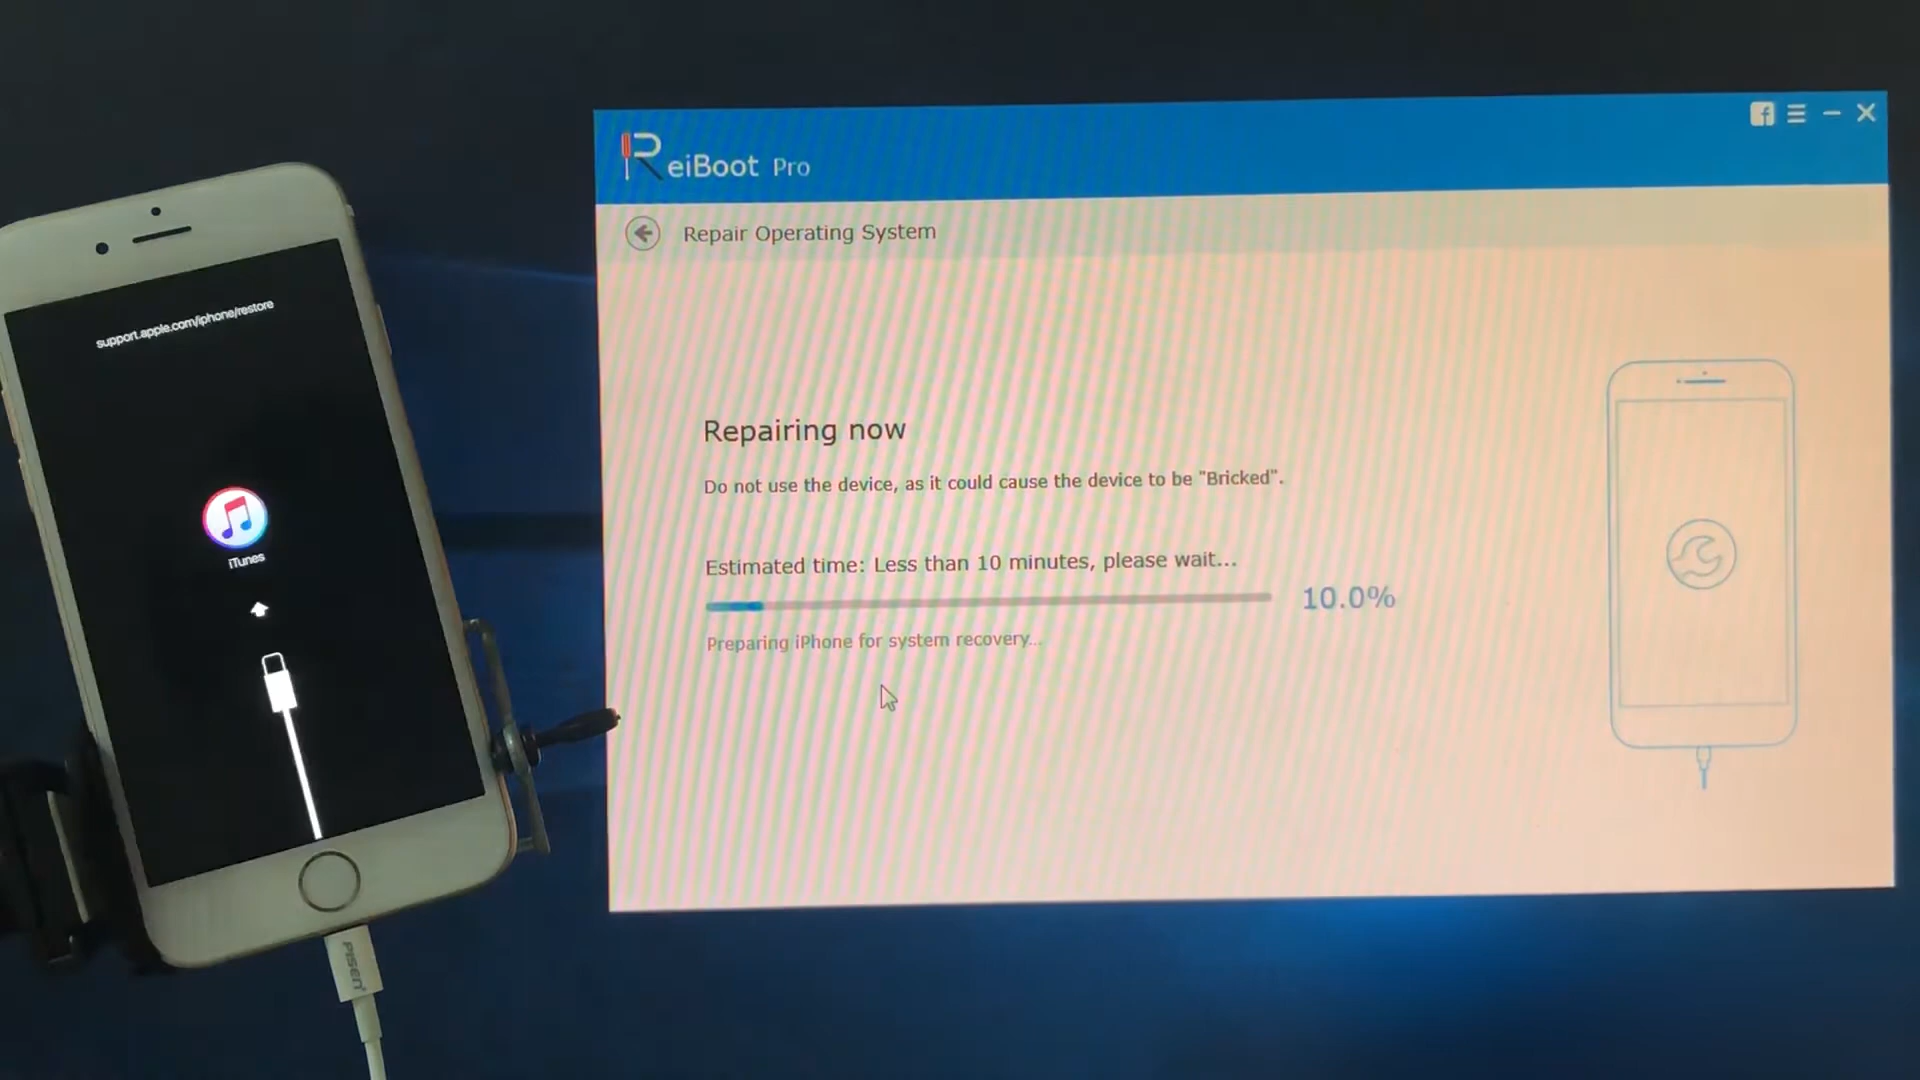 support.apple.com/iphone/restore
iTunes
PISEN
ReiBoot Pro
Repair Operating System
Repairing now
Do not use the device, as it could cause the device to be "Bricked".
Estimated time: Less than 10 minutes, please wait...
10.0%
Preparing iPhone for system recovery...